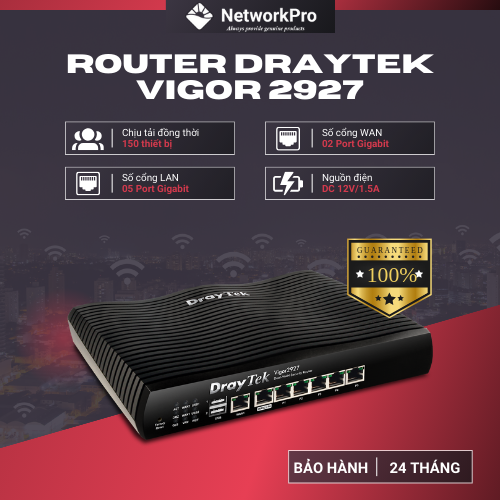 NetworkPro
Always provide genuine products
ROUTER DRAYTEK
VIGOR 2927
Chịu tải đồng thời
150 thiết bị
Số cổng WAN
02 Port Gigabit
Số cổng LAN
05 Port Gigabit
Nguồn điện
DC 12V/1.5A
GUARANTEED
100%
DrayTek
DrayTek
Vigor2927
BẢO HÀNH | 24 THÁNG